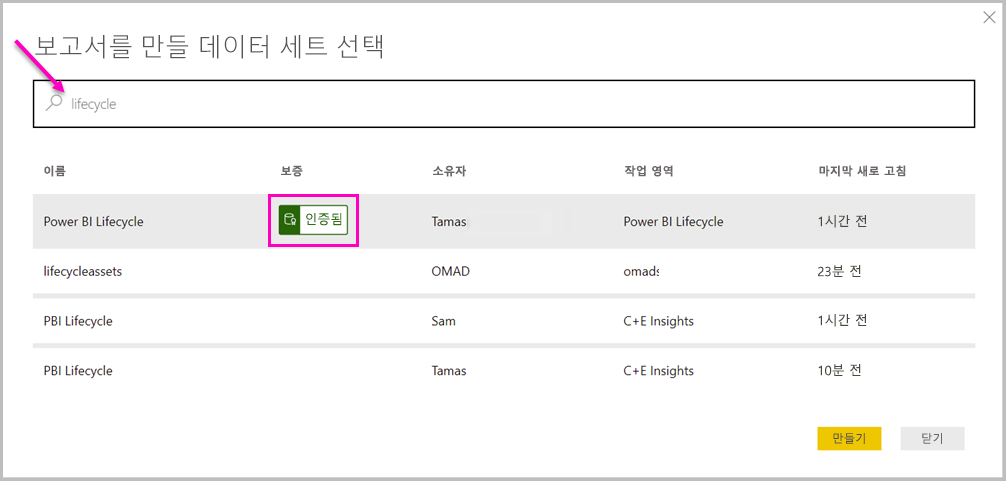 보고서를 만들 데이터 세트 선택
lifecycle
이름 보증 소유자 작업 영역 마지막 새로 고침
Power BI Lifecycle 인증됨 Tamas Power BI Lifecycle 1시간 전
lifecycleassets OMAD omads 23분 전
PBI Lifecycle Sam C+E Insights 1시간 전
PBI Lifecycle Tamas C+E Insights 10분 전
만들기 닫기